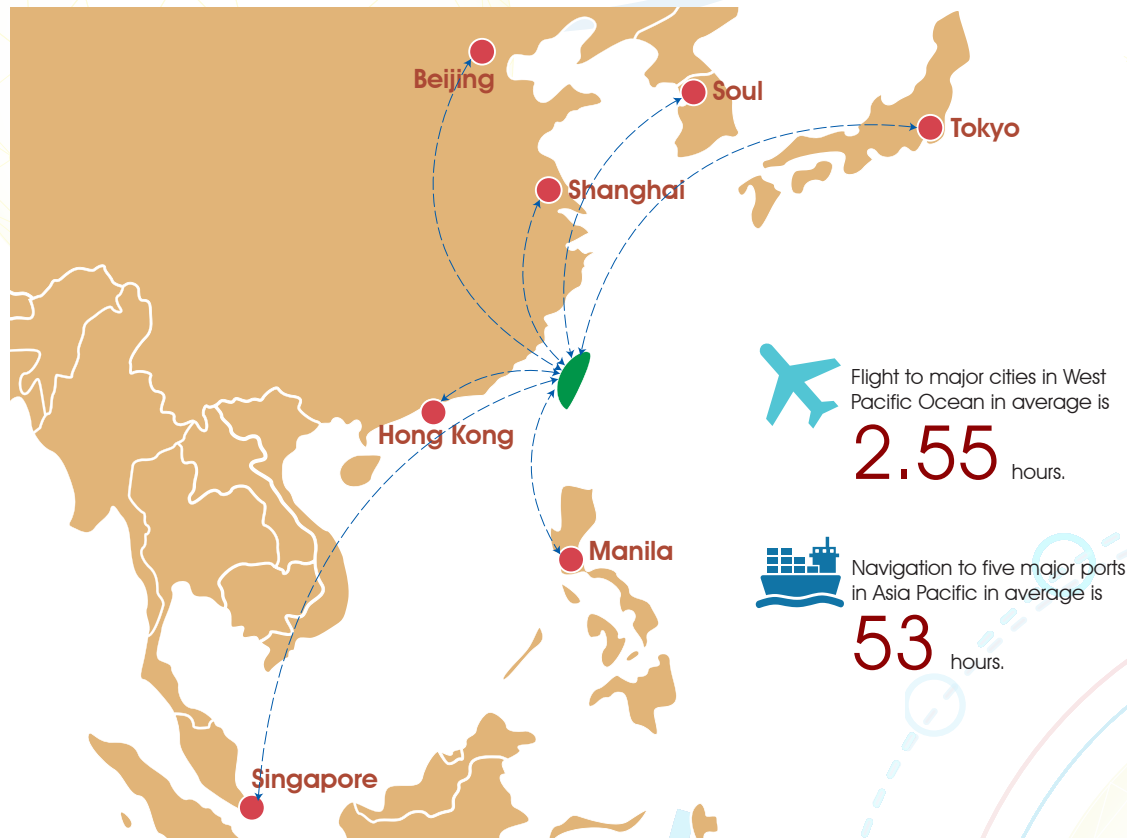 Beijing
Soul
Tokyo
Shanghai
Hong Kong
Manila
Singapore
Flight to major cities in West
Pacific Ocean in average is
2.55 hours.
Navigation to five major ports
in Asia Pacific in average is
53 hours.